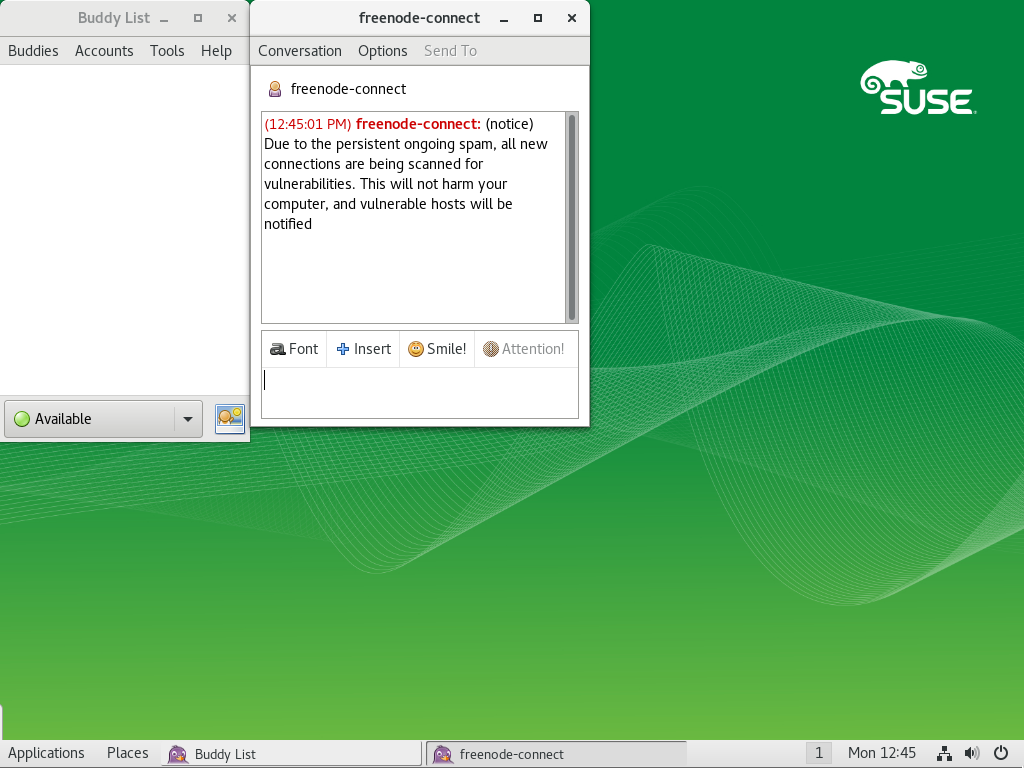 Buddy List
freenode-connect
Buddies Accounts Tools Help
Conversation Options Send To
freenode-connect
(12:45:01 PM) freenode-connect: (notice)
Due to the persistent ongoing spam, all new
connections are being scanned for
vulnerabilities. This will not harm your
computer, and vulnerable hosts will be
notified
Font Insert Smile! Attention!
Available
SUSE
Applications Places Buddy List freenode-connect 1 Mon 12:45